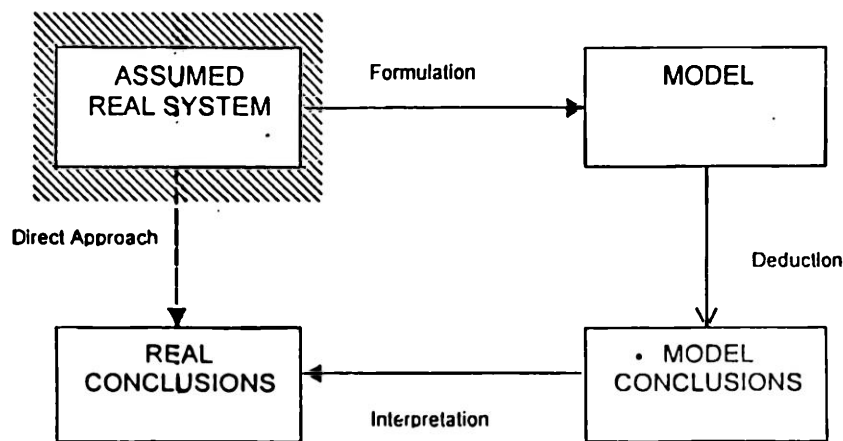 ASSUMED
REAL SYSTEM
Formulation
MODEL
Direct Approach
Deduction
REAL
CONCLUSIONS
Interpretation
MODEL
CONCLUSIONS